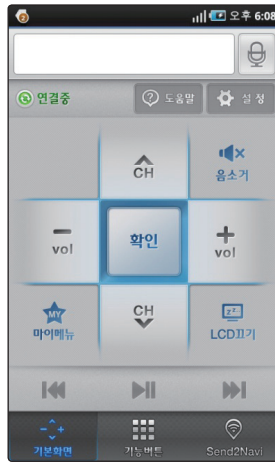 오후 6:08
연결중
도움말
설정
CH
음소거
vol
확인
vol
MY
마이메뉴
CH
z z
LCD끄기
기본화면
기능버튼
Send2Navi